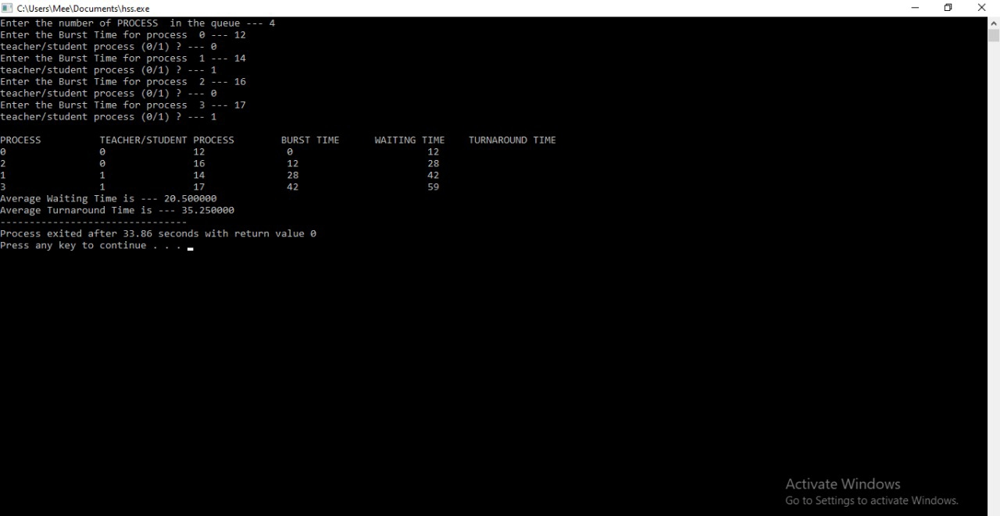 C:\Users\Mee\Documents\hss.exe
Enter the number of PROCESS  in the queue --- 4
Enter the Burst Time for process  0 --- 12
teacher/student process (0/1) ? --- 0
Enter the Burst Time for process  1 --- 14
teacher/student process (0/1) ? --- 1
Enter the Burst Time for process  2 --- 16
teacher/student process (0/1) ? --- 0
Enter the Burst Time for process  3 --- 17
teacher/student process (0/1) ? --- 1
PROCESS          TEACHER/STUDENT PROCESS        BURST TIME      WAITING TIME    TURNAROUND TIME
0                0               12              0                       12
2                0               16              12                      28
1                1               14              28                      42
3                1               17              42                      59
Average Waiting Time is --- 20.500000
Average Turnaround Time is --- 35.250000
--------------------------------
Process exited after 33.86 seconds with return value 0
Press any key to continue . . .
Activate Windows
Go to Settings to activate Windows.